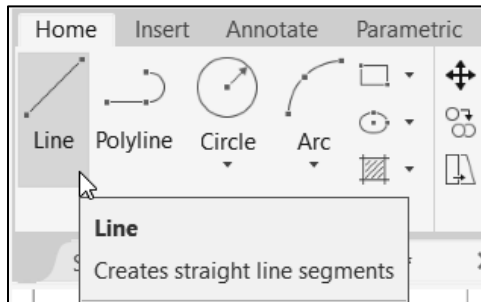 Home Insert Annotate Parametric
Line Polyline Circle Arc
Line
Creates straight line segments